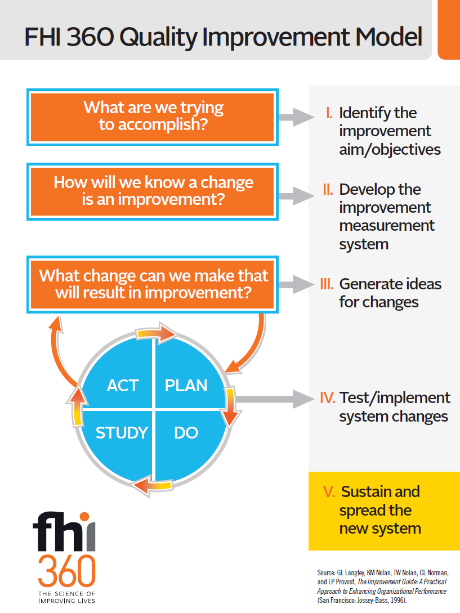 FHI 360 Quality Improvement Model
What are we trying
to accomplish?
I. Identify the
improvement
aim/objectives
How will we know a change
is an improvement?
II. Develop the
improvement
measurement
system
What change can we make that
will result in improvement?
III. Generate ideas
for changes
ACT
PLAN
STUDY
DO
IV. Test/implement
system changes
V. Sustain and
spread the
new system
fhi
360
THE SCIENCE OF
IMPROVING LIVES
Source: GL Langley, KM Nolan, TW Nolan, CL Norman,
and LP Provost, The Improvement Guide: A Practical
Approach to Enhancing Organizational Performance
(San Francisco: Jossey-Bass, 1996).